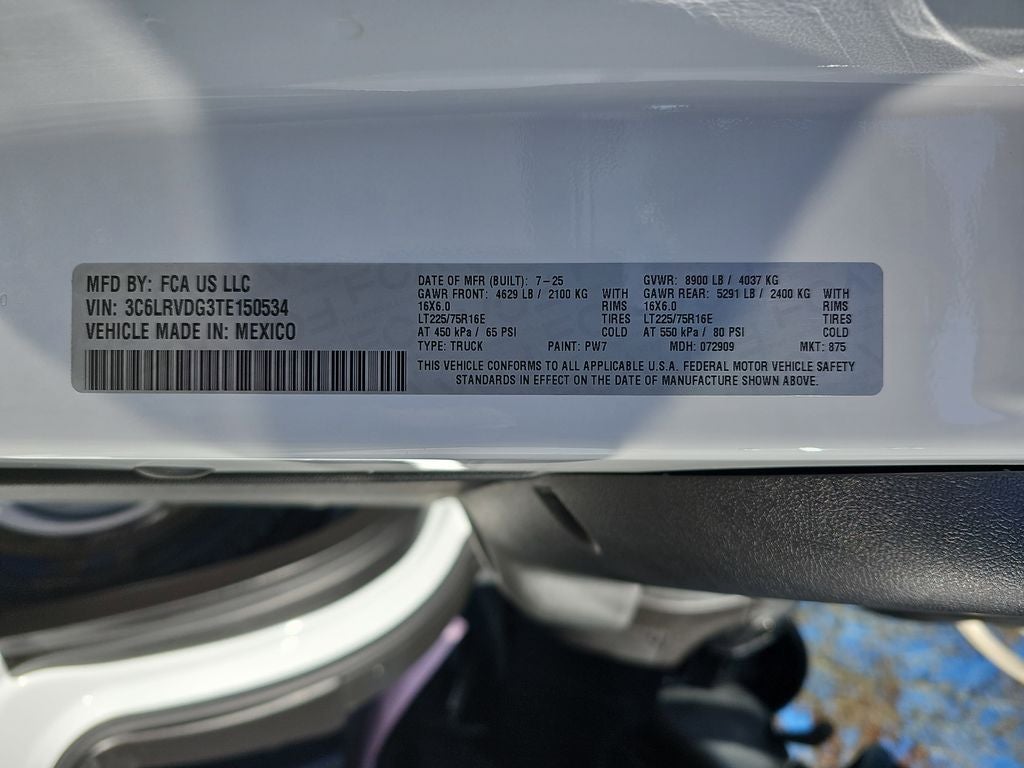 MFD BY: FCA US LLC
VIN: 3C6LRVDG3TE150534
VEHICLE MADE IN: MEXICO
DATE OF MFR (BUILT): 7-25
GAWR FRONT: 4629 LB / 2100 KG WITH
16X6.0 RIMS
LT225/75R16E TIRES
AT 450 kPa / 65 PSI COLD
GVWR: 8900 LB / 4037 KG
GAWR REAR: 5291 LB / 2400 KG WITH
16X6.0 RIMS
LT225/75R16E TIRES
AT 550 kPa / 80 PSI COLD
TYPE: TRUCK PAINT: PW7 MDH: 072909 MKT: 875
THIS VEHICLE CONFORMS TO ALL APPLICABLE U.S.A. FEDERAL MOTOR VEHICLE SAFETY
STANDARDS IN EFFECT ON THE DATE OF MANUFACTURE SHOWN ABOVE.